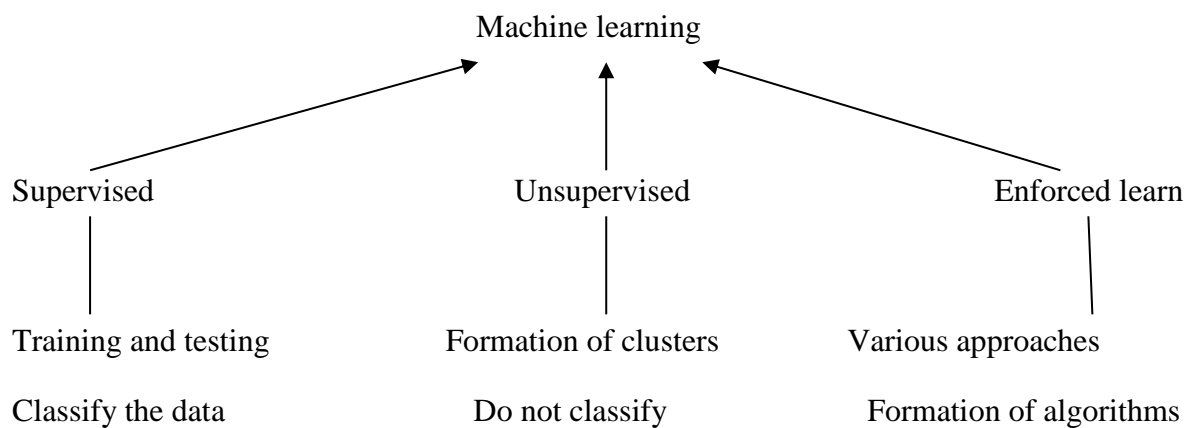 Machine learning
Supervised Unsupervised Enforced learn
Training and testing Formation of clusters Various approaches
Classify the data Do not classify Formation of algorithms